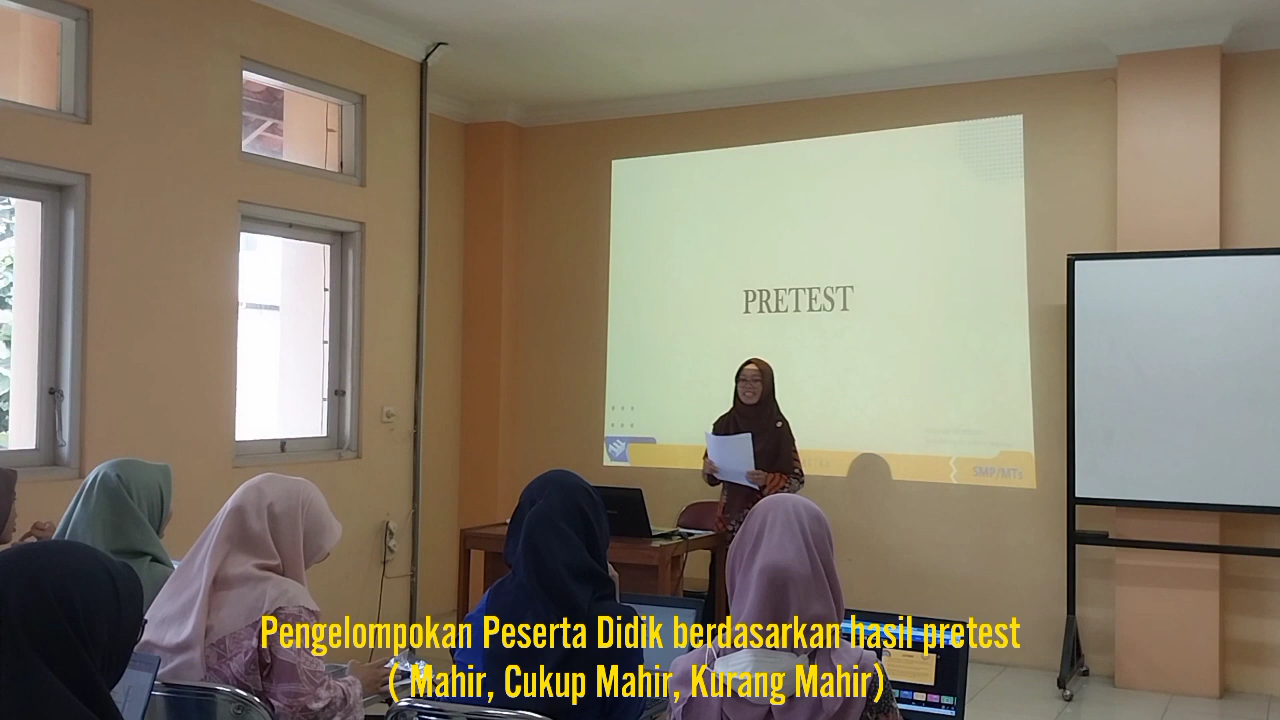 PRETEST
SMP/MTs
Pengelompokan Peserta Didik berdasarkan hasil pretest
( Mahir, Cukup Mahir, Kurang Mahir)